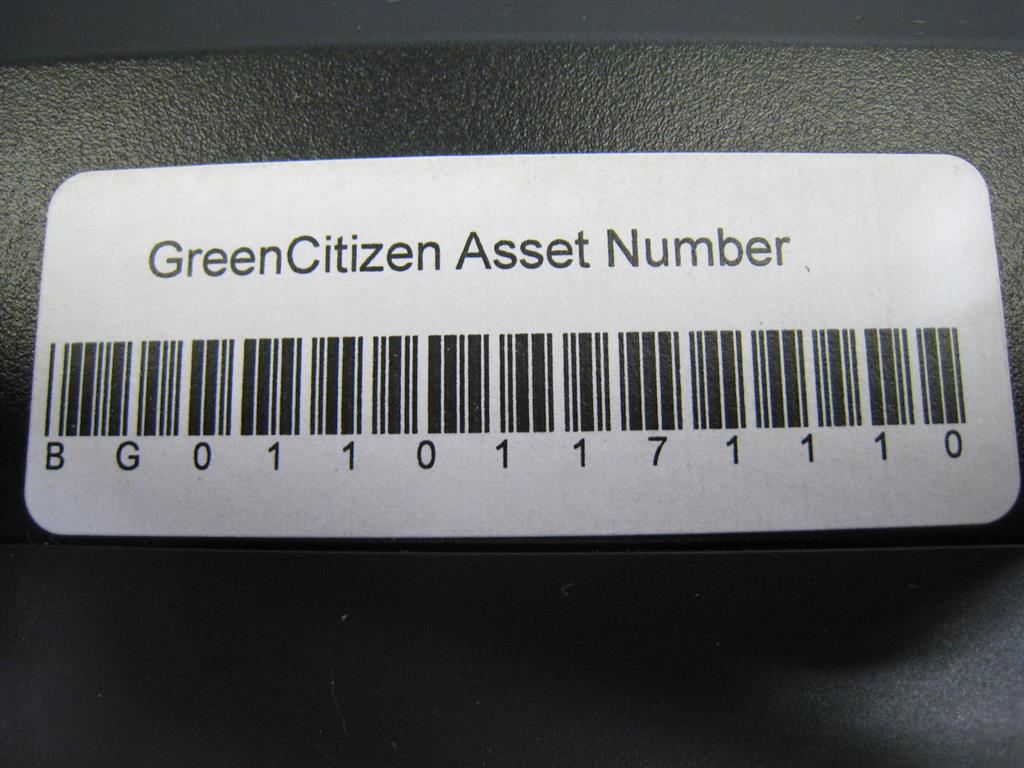 GreenCitizen Asset Number
B G 0 1 1 0 1 1 7 1 1 1 0